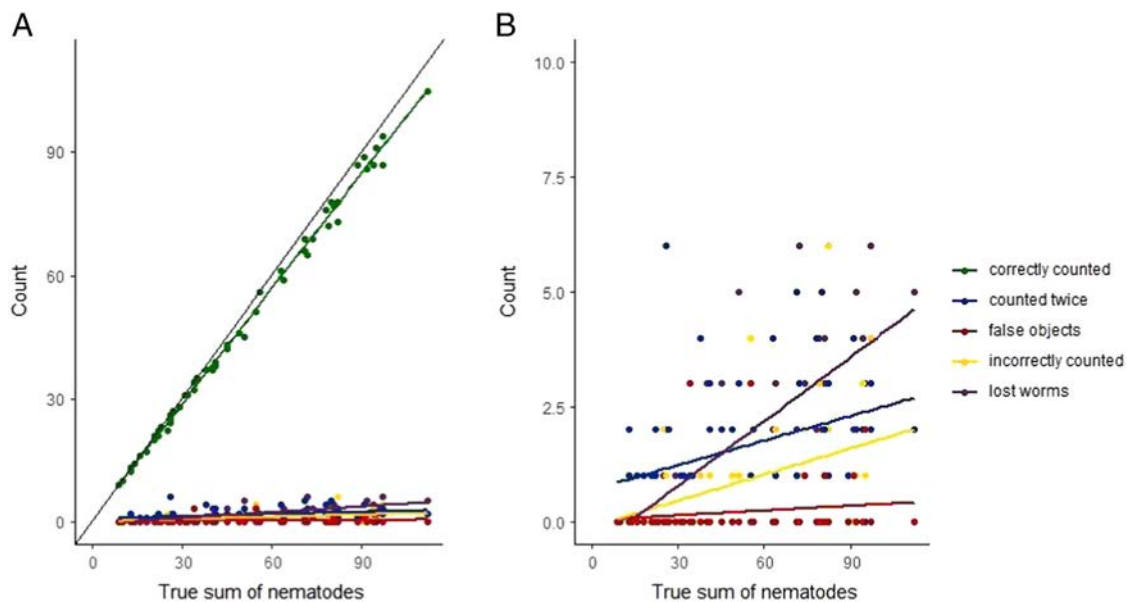 A
B
90
60
30
0
Count
0
30
60
90
True sum of nematodes
10.0
7.5
5.0
2.5
0.0
Count
0
30
60
90
True sum of nematodes
correctly counted
counted twice
false objects
incorrectly counted
lost worms